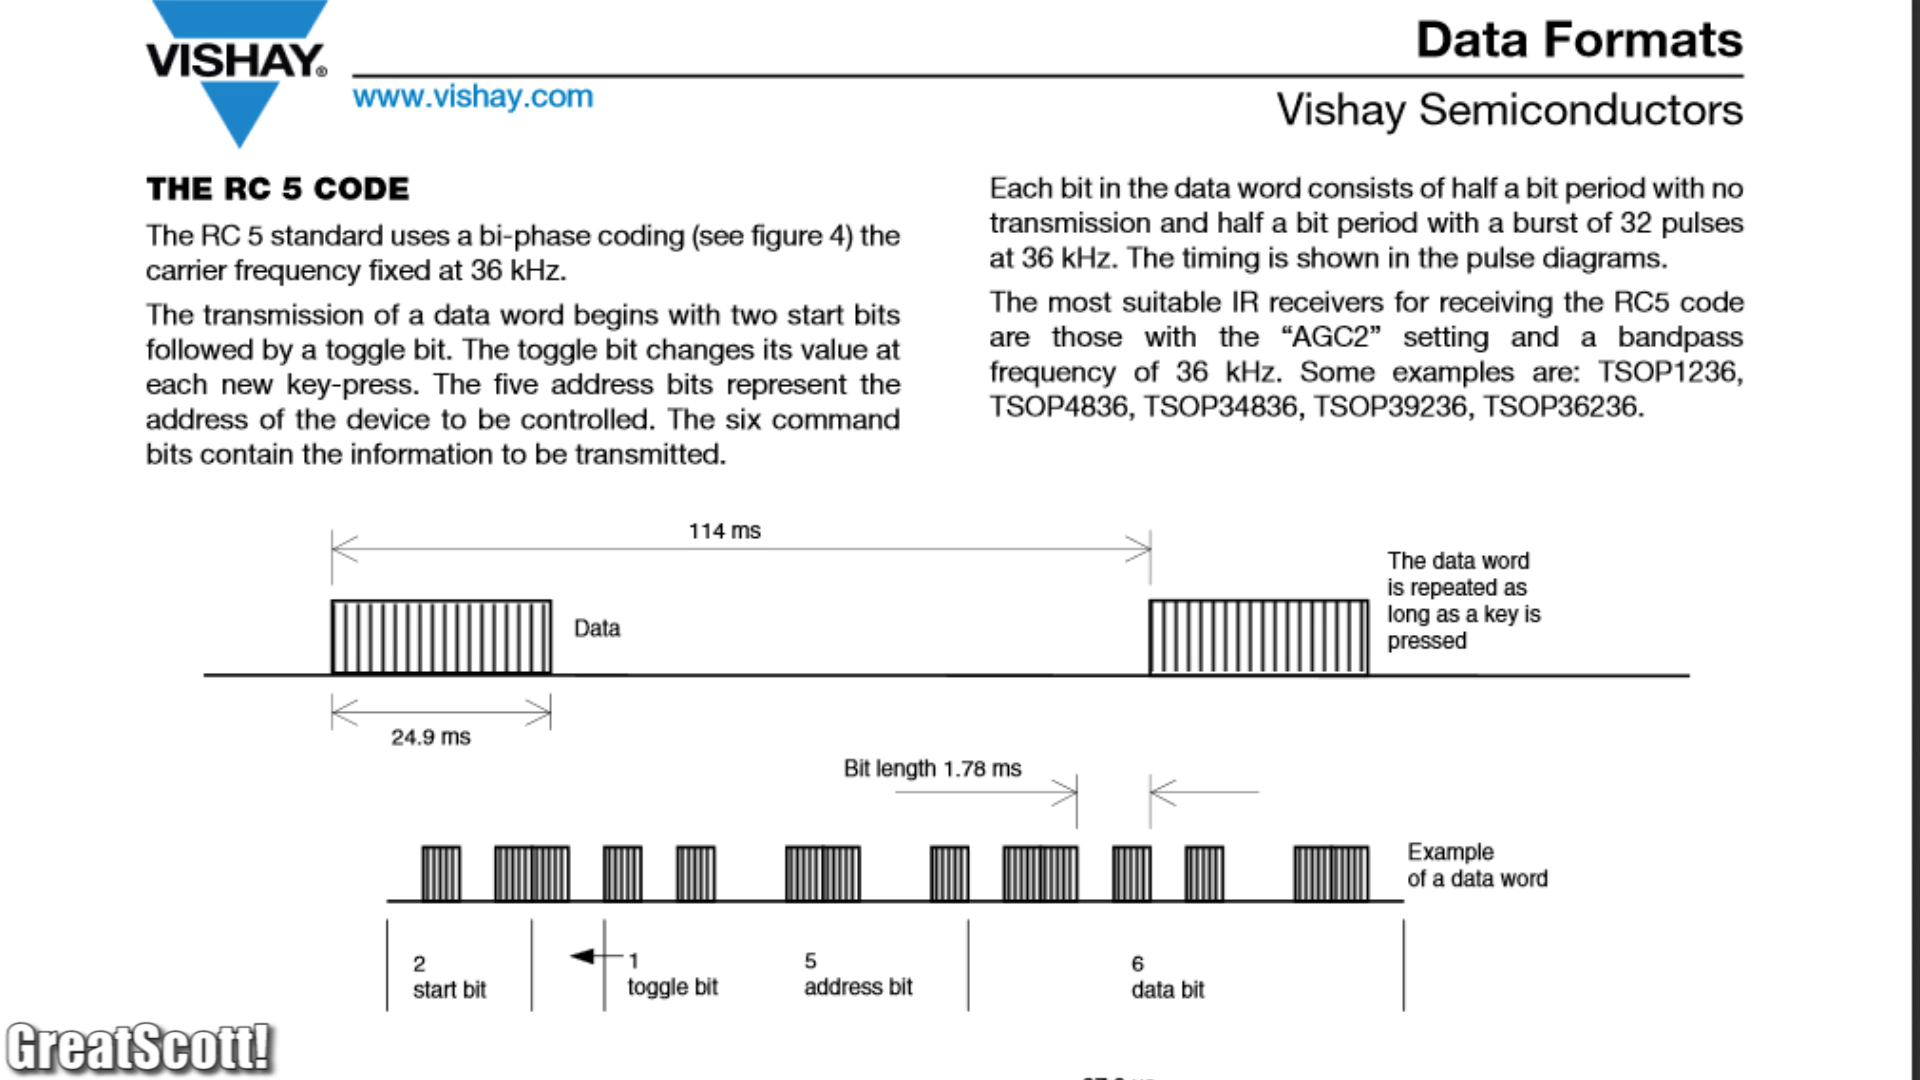 VISHAY®
www.vishay.com
Data Formats
Vishay Semiconductors
THE RC 5 CODE
The RC 5 standard uses a bi-phase coding (see figure 4) the
carrier frequency fixed at 36 kHz.
The transmission of a data word begins with two start bits
followed by a toggle bit. The toggle bit changes its value at
each new key-press. The five address bits represent the
address of the device to be controlled. The six command
bits contain the information to be transmitted.
Each bit in the data word consists of half a bit period with no
transmission and half a bit period with a burst of 32 pulses
at 36 kHz. The timing is shown in the pulse diagrams.
The most suitable IR receivers for receiving the RC5 code
are those with the “AGC2” setting and a bandpass
frequency of 36 kHz. Some examples are: TSOP1236,
TSOP4836, TSOP34836, TSOP39236, TSOP36236.
114 ms
Data
The data word
is repeated as
long as a key is
pressed
24.9 ms
Bit length 1.78 ms
Example
of a data word
2
start bit
1
toggle bit
5
address bit
6
data bit
GreatScott!